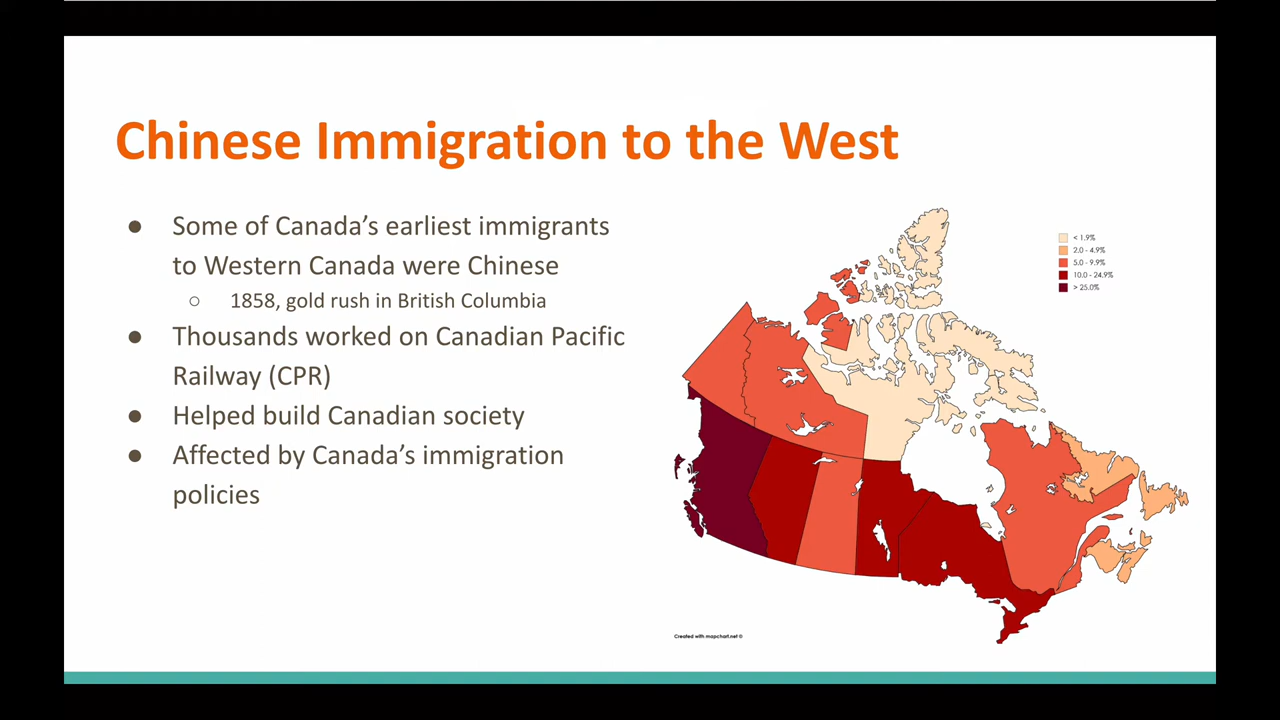 Chinese Immigration to the West
● Some of Canada’s earliest immigrants
to Western Canada were Chinese
○ 1858, gold rush in British Columbia
● Thousands worked on Canadian Pacific
Railway (CPR)
● Helped build Canadian society
● Affected by Canada’s immigration
policies
< 1.9%
2.0 - 4.9%
5.0 - 9.9%
10.0 - 24.9%
> 25.0%
Created with mapchart.net ©